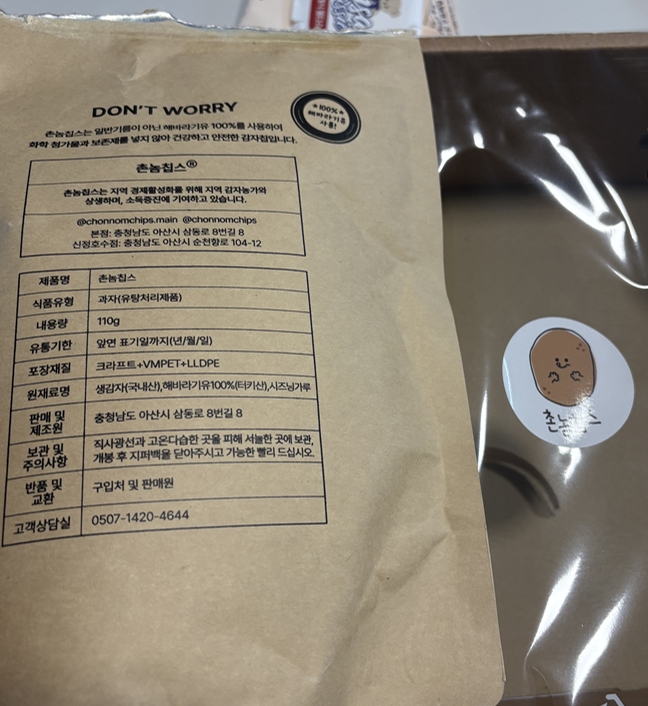 DON'T WORRY
촌놈칩스는 일반기름이 아닌 해바라기유 100%를 사용하여
화학 첨가물과 보존제를 넣지 않아 건강하고 안전한 감자칩입니다.
100%
해바라기유
사용!
촌놈칩스®
촌놈칩스는 지역 경제활성화를 위해 지역 감자농가와
상생하며, 소득증진에 기여하고 있습니다.
@chonnomchips.main @chonnomchips
본점: 충청남도 아산시 삼동로 8번길 8
신정호수점: 충청남도 아산시 순천향로 104-12
제품명 촌놈칩스
식품유형 과자(유탕처리제품)
내용량 110g
유통기한 앞면 표기일까지(년/월/일)
포장재질 크라프트+VMPET+LLDPE
원재료명 생감자(국내산),해바라기유100%(터키산),시즈닝가루
판매 및
제조원 충청남도 아산시 삼동로 8번길 8
보관 및
주의사항 직사광선과 고온다습한 곳을 피해 서늘한 곳에 보관,
개봉 후 지퍼백을 닫아주시고 가능한 빨리 드십시오.
반품 및
교환 구입처 및 판매원
고객상담실 0507-1420-4644
촌놈칩스